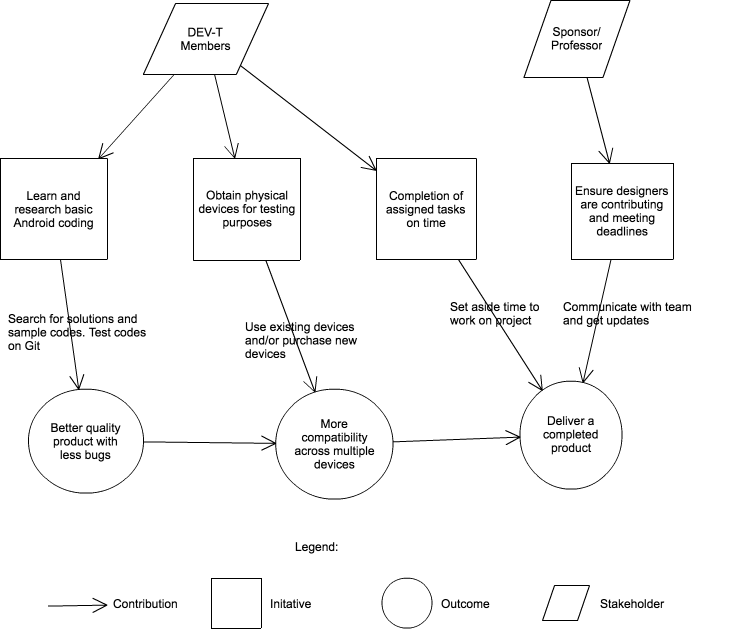 DEV-T
Members
Sponsor/
Professor
Learn and
research basic
Android coding
Obtain physical
devices for testing
purposes
Completion of
assigned tasks
on time
Ensure designers
are contributing
and meeting
deadlines
Search for solutions and
sample codes. Test codes
on Git
Use existing devices
and/or purchase new
devices
Set aside time to
work on project
Communicate with team
and get updates
Better quality
product with
less bugs
More
compatibility
across multiple
devices
Deliver a
completed
product
Legend:
Contribution
Initative
Outcome
Stakeholder